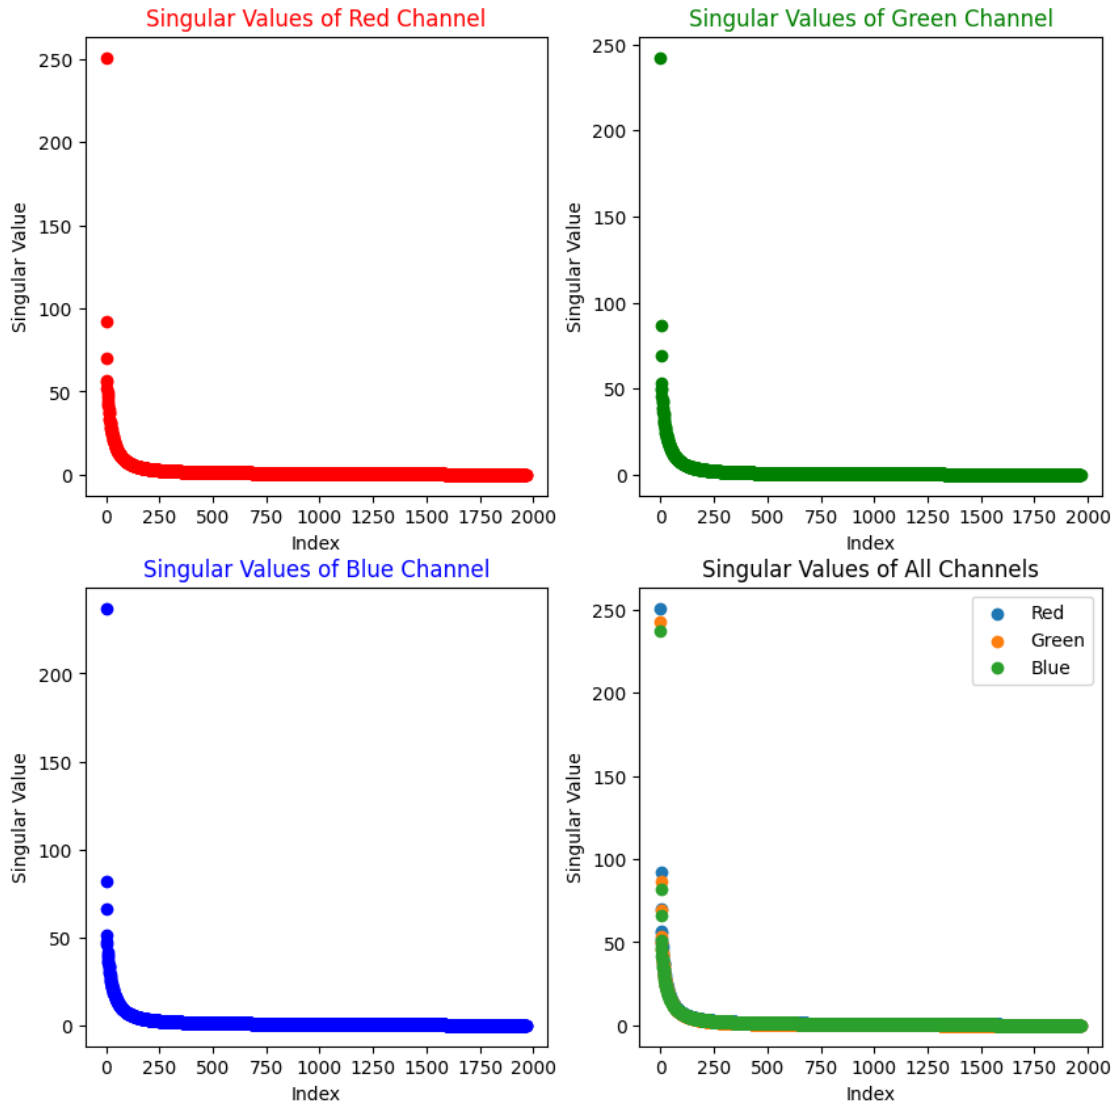 Singular Values of Red Channel
Singular Value
250
200
150
100
50
0
0 250 500 750 1000 1250 1500 1750 2000
Index
Singular Values of Green Channel
Singular Value
250
200
150
100
50
0
0 250 500 750 1000 1250 1500 1750 2000
Index
Singular Values of Blue Channel
Singular Value
200
150
100
50
0
0 250 500 750 1000 1250 1500 1750 2000
Index
Singular Values of All Channels
Singular Value
250
200
150
100
50
0
Red
Green
Blue
0 250 500 750 1000 1250 1500 1750 2000
Index